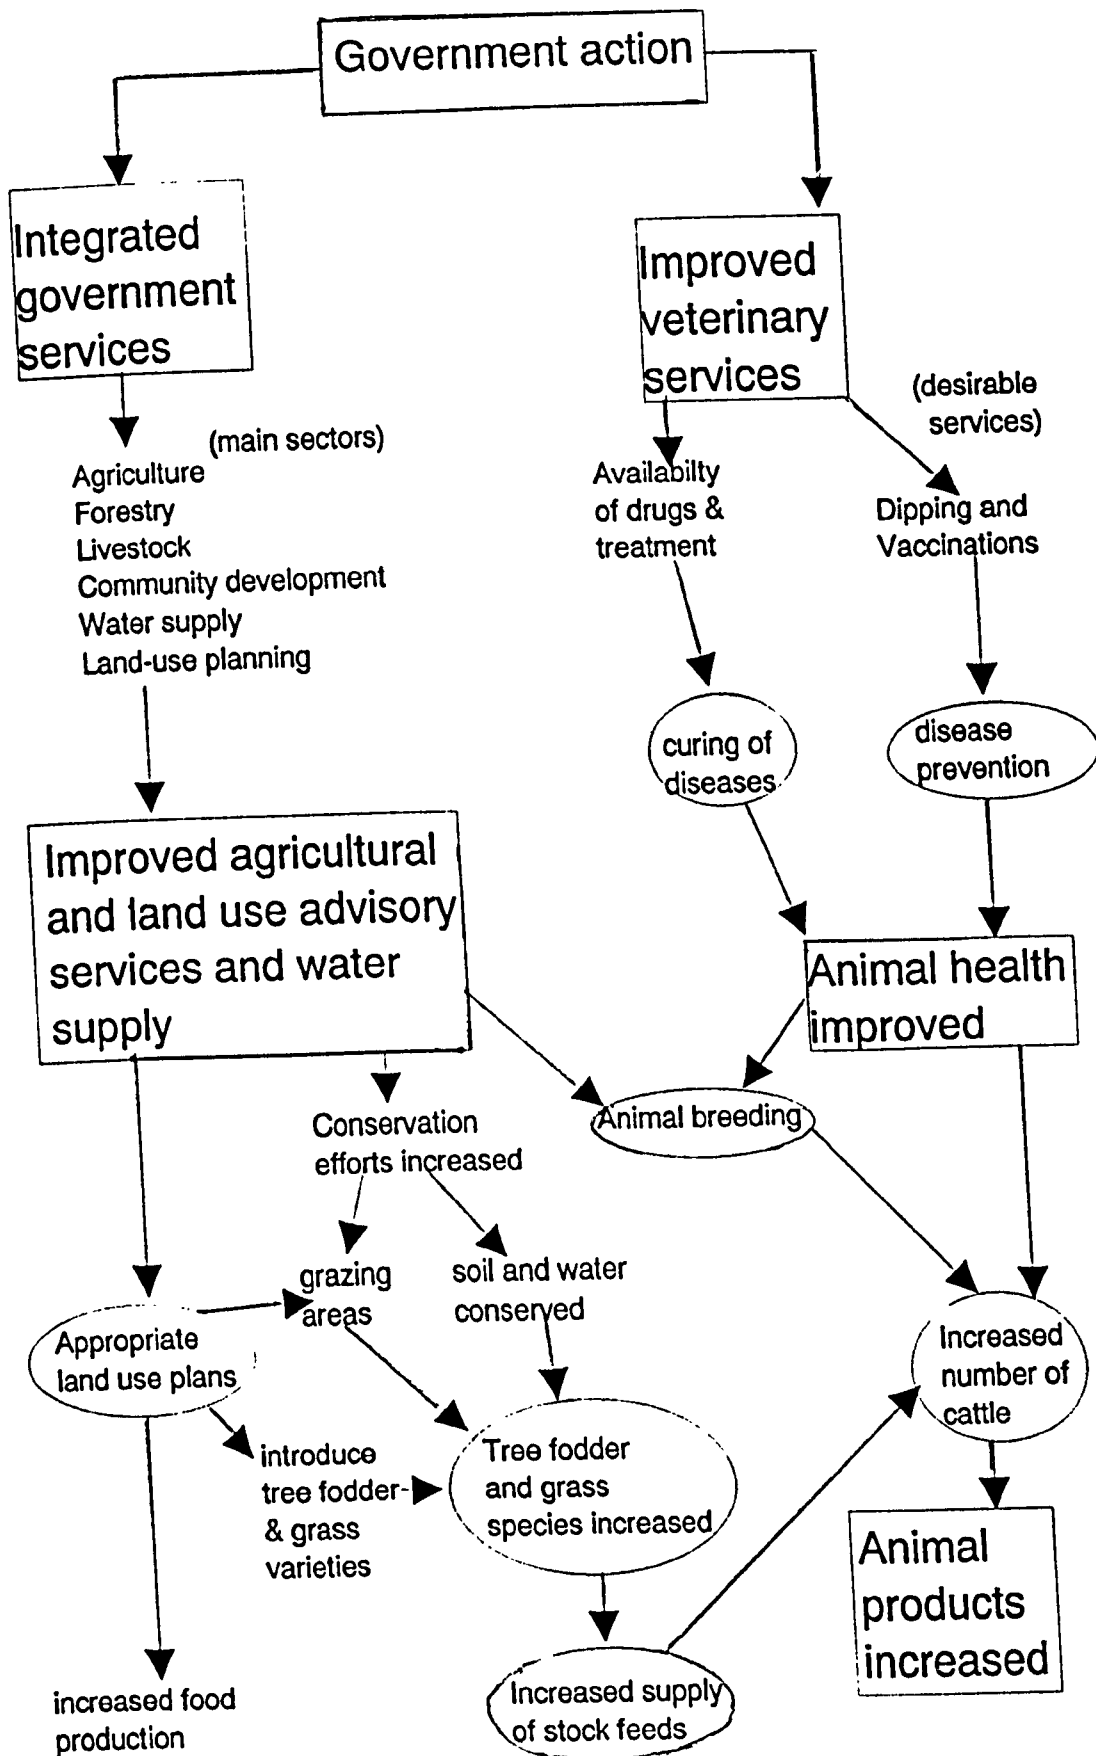 Government action
Integrated
government
services
Improved
veterinary
services
(main sectors)
Agriculture
Forestry
Livestock
Community development
Water supply
Land-use planning
(desirable
services)
Availabilty
of drugs &
treatment
Dipping and
Vaccinations
curing of
diseases
disease
prevention
Improved agricultural
and land use advisory
services and water
supply
Animal health
improved
Conservation
efforts increased
Animal breeding
grazing
areas
soil and water
conserved
Appropriate
land use plans
Increased
number of
cattle
introduce
tree fodder
& grass
varieties
Tree fodder
and grass
species increased
Animal
products
increased
increased food
production
Increased supply
of stock feeds